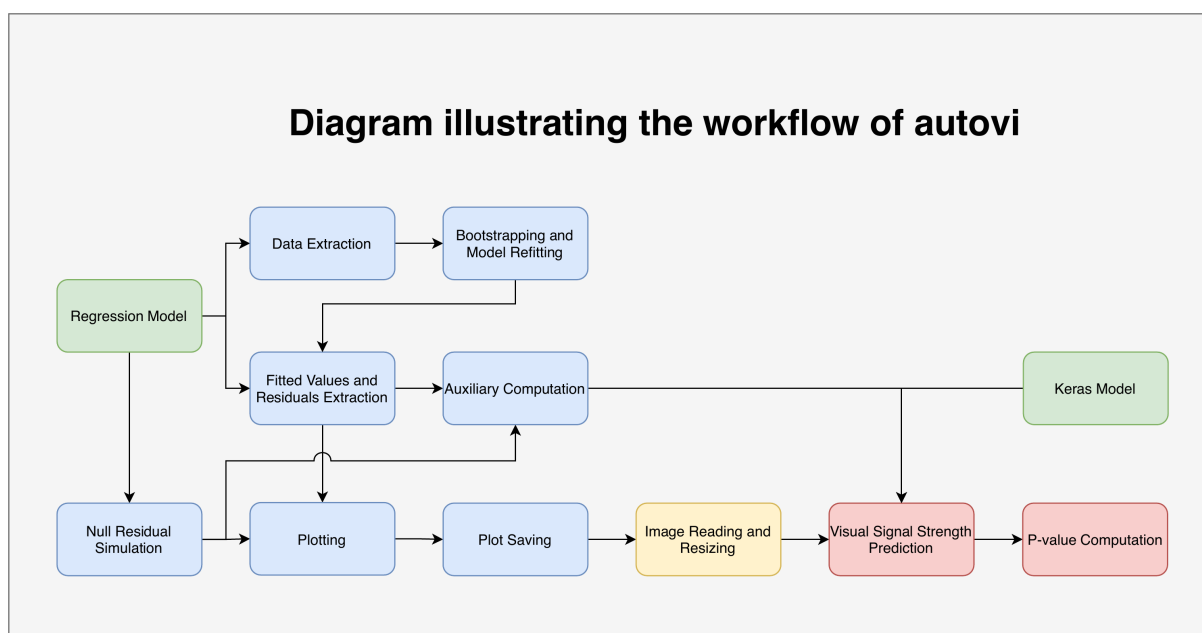 Diagram illustrating the workflow of autovi
Data Extraction
Bootstrapping and
Model Refitting
Regression Model
Fitted Values and
Residuals Extraction
Auxiliary Computation
Keras Model
Null Residual
Simulation
Plotting
Plot Saving
Image Reading and
Resizing
Visual Signal Strength
Prediction
P-value Computation